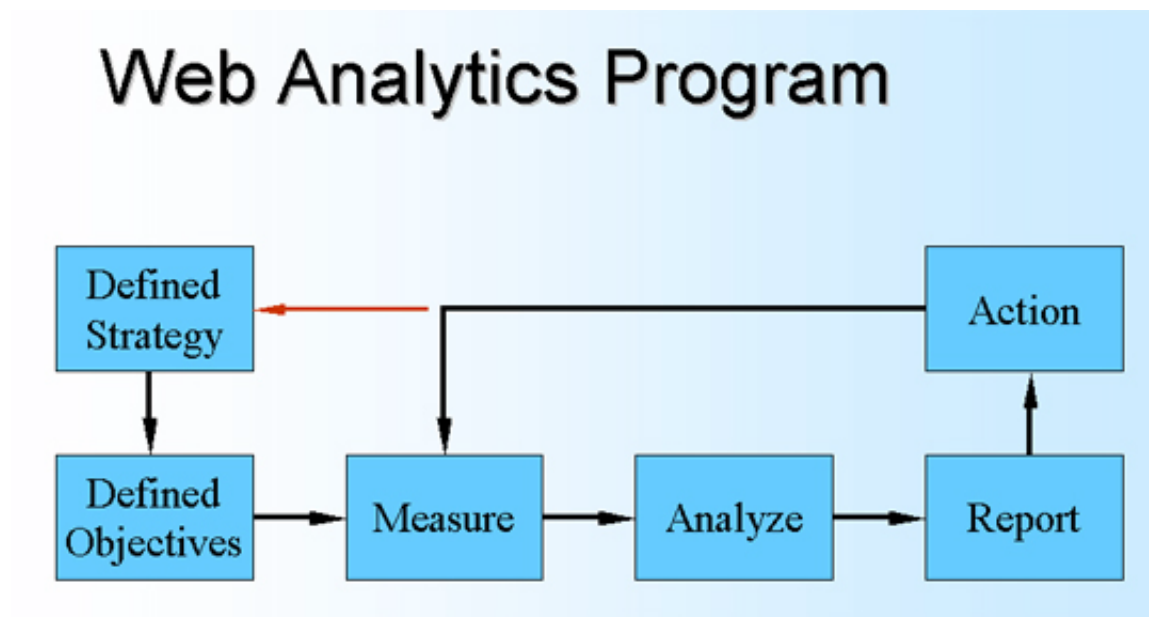 Web Analytics Program
Defined
Strategy
Action
Defined
Objectives
Measure
Analyze
Report